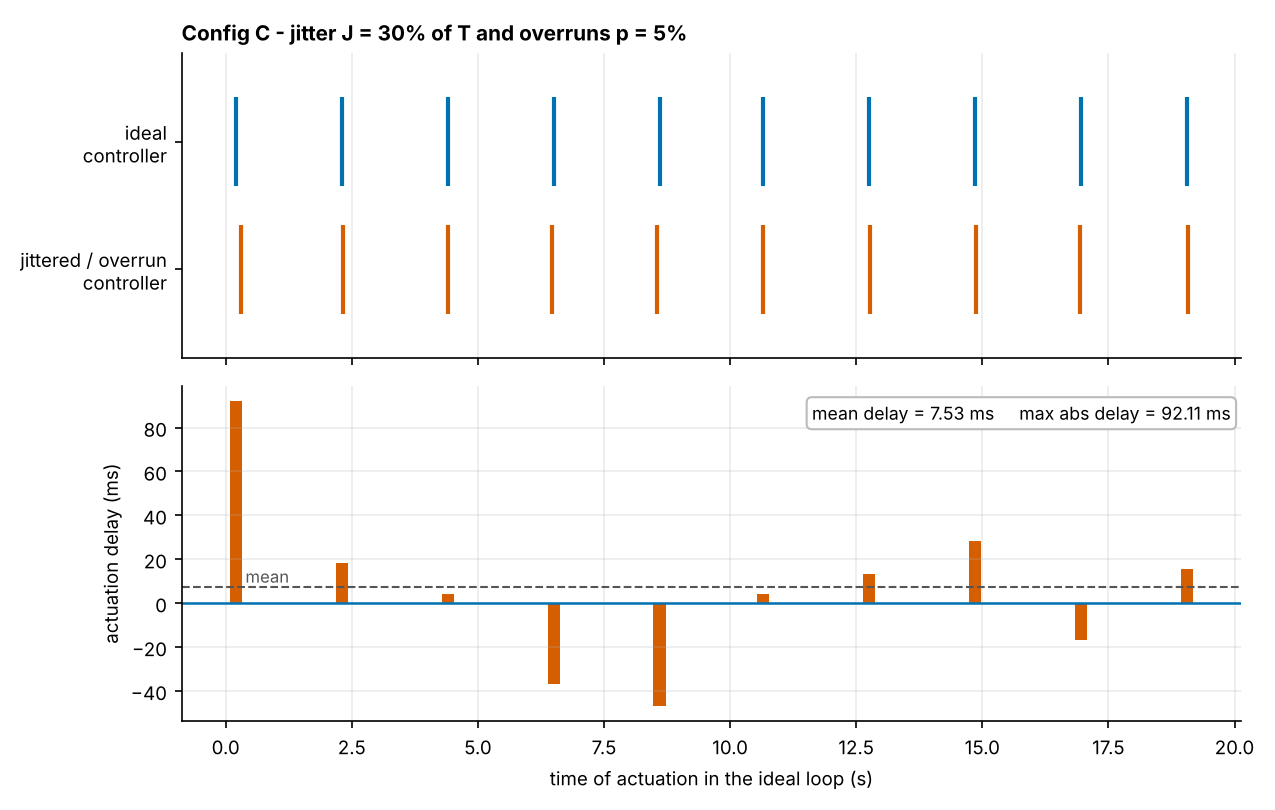 Config C - jitter J = 30% of T and overruns p = 5%
ideal
controller
jittered / overrun
controller
mean delay = 7.53 ms max abs delay = 92.11 ms
80
60
40
20
0
−20
−40
actuation delay (ms)
mean
0.0 2.5 5.0 7.5 10.0 12.5 15.0 17.5 20.0
time of actuation in the ideal loop (s)